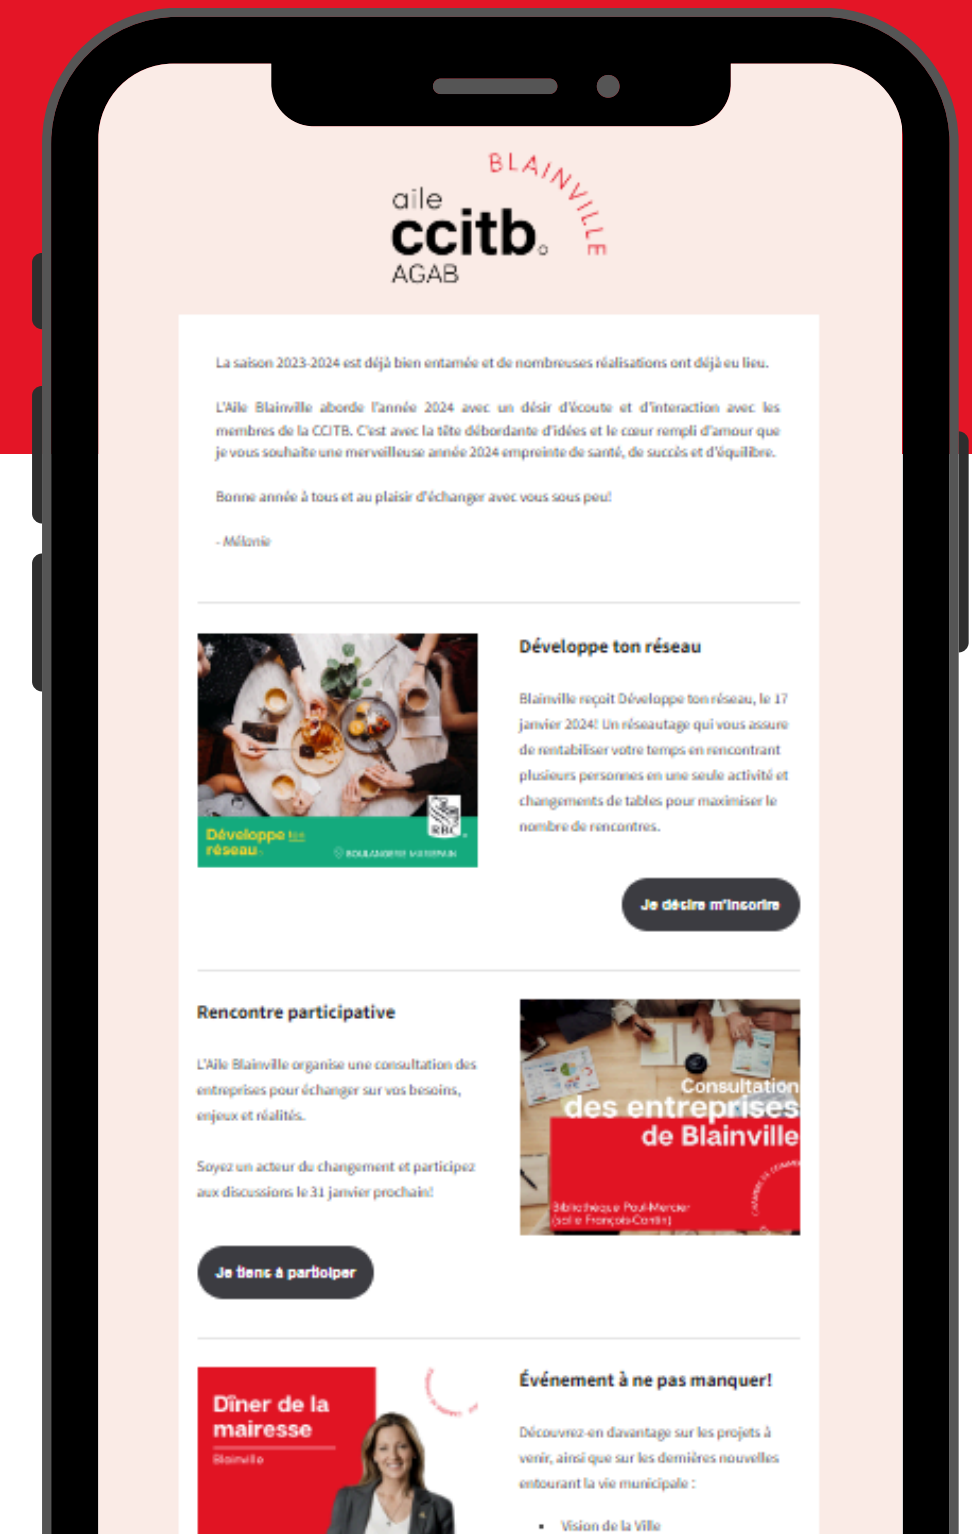 BLAINVILLE
aile
ccitb.
AGAB
La saison 2023-2024 est déjà bien entamée et de nombreuses réalisations ont déjà eu lieu.
L'Aile Blainville aborde l'année 2024 avec un désir d'écoute et d'interaction avec les
membres de la CCITB. C'est avec la tête débordante d'idées et le cœur rempli d'amour que
je vous souhaite une merveilleuse année 2024 empreinte de santé, de succès et d'équilibre.
Bonne année à tous et au plaisir d'échanger avec vous sous peu!
- Mélanie
Développe ton
réseau
RBC
BOULANGERIE
Développe ton réseau
Blainville reçoit Développe ton réseau, le 17
janvier 2024! Un réseautage qui vous assure
de rentabiliser votre temps en rencontrant
plusieurs personnes en une seule activité et
changements de tables pour maximiser le
nombre de rencontres.
Je désire m'inscrire
Rencontre participative
L'Aile Blainville organise une consultation des
entreprises pour échanger sur vos besoins,
enjeux et réalités.
Soyez un acteur du changement et participez
aux discussions le 31 janvier prochain!
Je tiens à participer
Consultation
des entreprises
de Blainville
Bibliothèque Paul-Mercier
(salle François-Cantin)
Dîner de la
mairesse
Blainville
Événement à ne pas manquer!
Découvrez-en davantage sur les projets à
venir, ainsi que sur les dernières nouvelles
entourant la vie municipale :
• Vision de la Ville